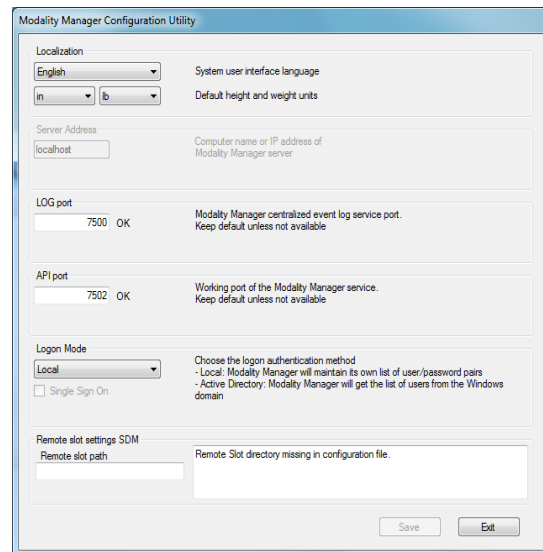 Modality Manager Configuration Utility
Localization
English
System user interface language
in
lb
Default height and weight units
Server Address
localhost
Computer name or IP address of
Modality Manager server
LOG port
7500 OK
Modality Manager centralized event log service port.
Keep default unless not available
API port
7502 OK
Working port of the Modality Manager service.
Keep default unless not available
Logon Mode
Local
Single Sign On
Choose the logon authentication method
- Local: Modality Manager will maintain its own list of user/password pairs
- Active Directory: Modality Manager will get the list of users from the Windows
domain
Remote slot settings SDM
Remote slot path
Remote Slot directory missing in configuration file.
Save
Exit